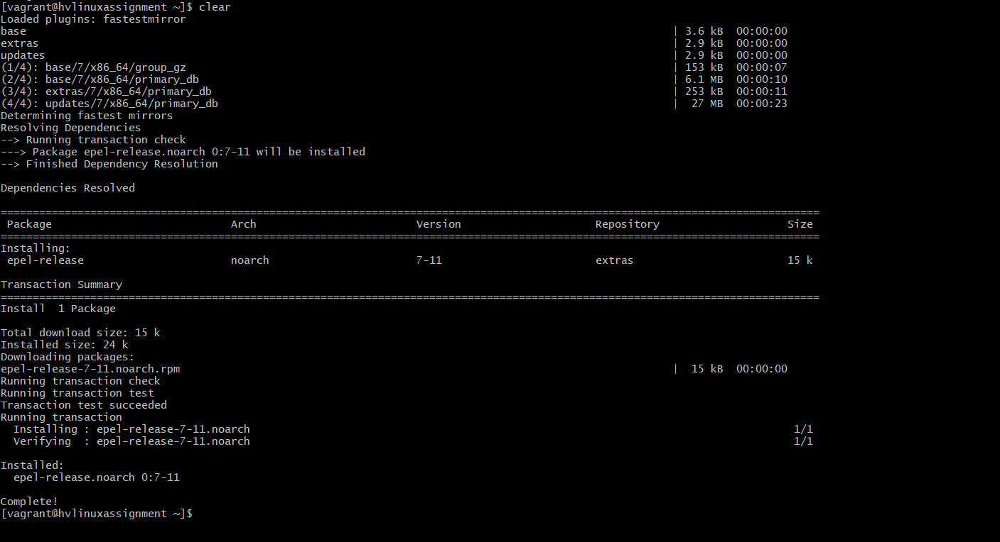 [vagrant@hvlinuxassignment ~]$ clear
Loaded plugins: fastestmirror
base | 3.6 kB 00:00:00
extras | 2.9 kB 00:00:00
updates | 2.9 kB 00:00:00
(1/4): base/7/x86_64/group_gz | 153 kB 00:00:07
(2/4): base/7/x86_64/primary_db | 6.1 MB 00:00:10
(3/4): extras/7/x86_64/primary_db | 253 kB 00:00:11
(4/4): updates/7/x86_64/primary_db | 27 MB 00:00:23
Determining fastest mirrors
Resolving Dependencies
--> Running transaction check
---> Package epel-release.noarch 0:7-11 will be installed
--> Finished Dependency Resolution
Dependencies Resolved
================================================================================================================================
Package Arch Version Repository Size
================================================================================================================================
Installing:
epel-release noarch 7-11 extras 15 k
Transaction Summary
================================================================================================================================
Install 1 Package
Total download size: 15 k
Installed size: 24 k
Downloading packages:
epel-release-7-11.noarch.rpm | 15 kB 00:00:00
Running transaction check
Running transaction test
Transaction test succeeded
Running transaction
Installing : epel-release-7-11.noarch 1/1
Verifying : epel-release-7-11.noarch 1/1
Installed:
epel-release.noarch 0:7-11
Complete!
[vagrant@hvlinuxassignment ~]$